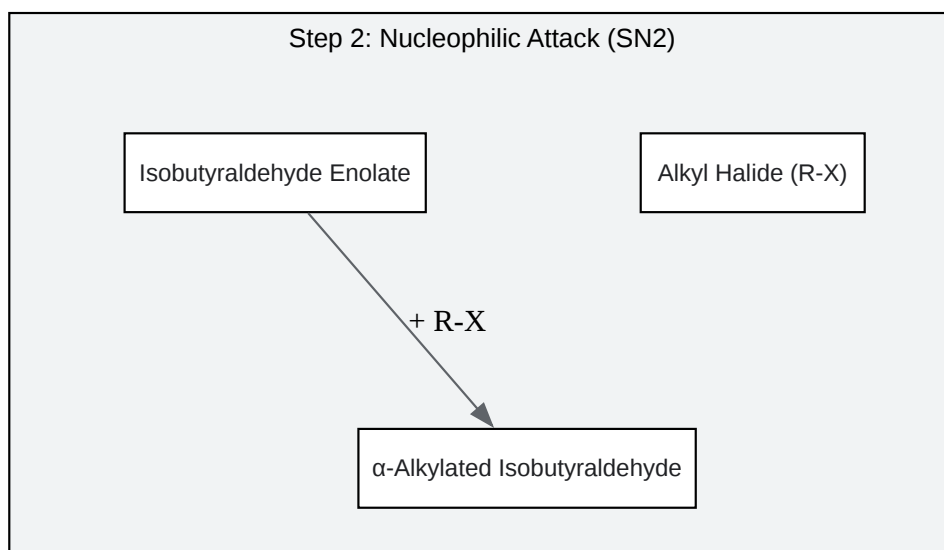 Step 2: Nucleophilic Attack (SN2)
Isobutyraldehyde Enolate
Alkyl Halide (R-X)
+ R-X
α-Alkylated Isobutyraldehyde